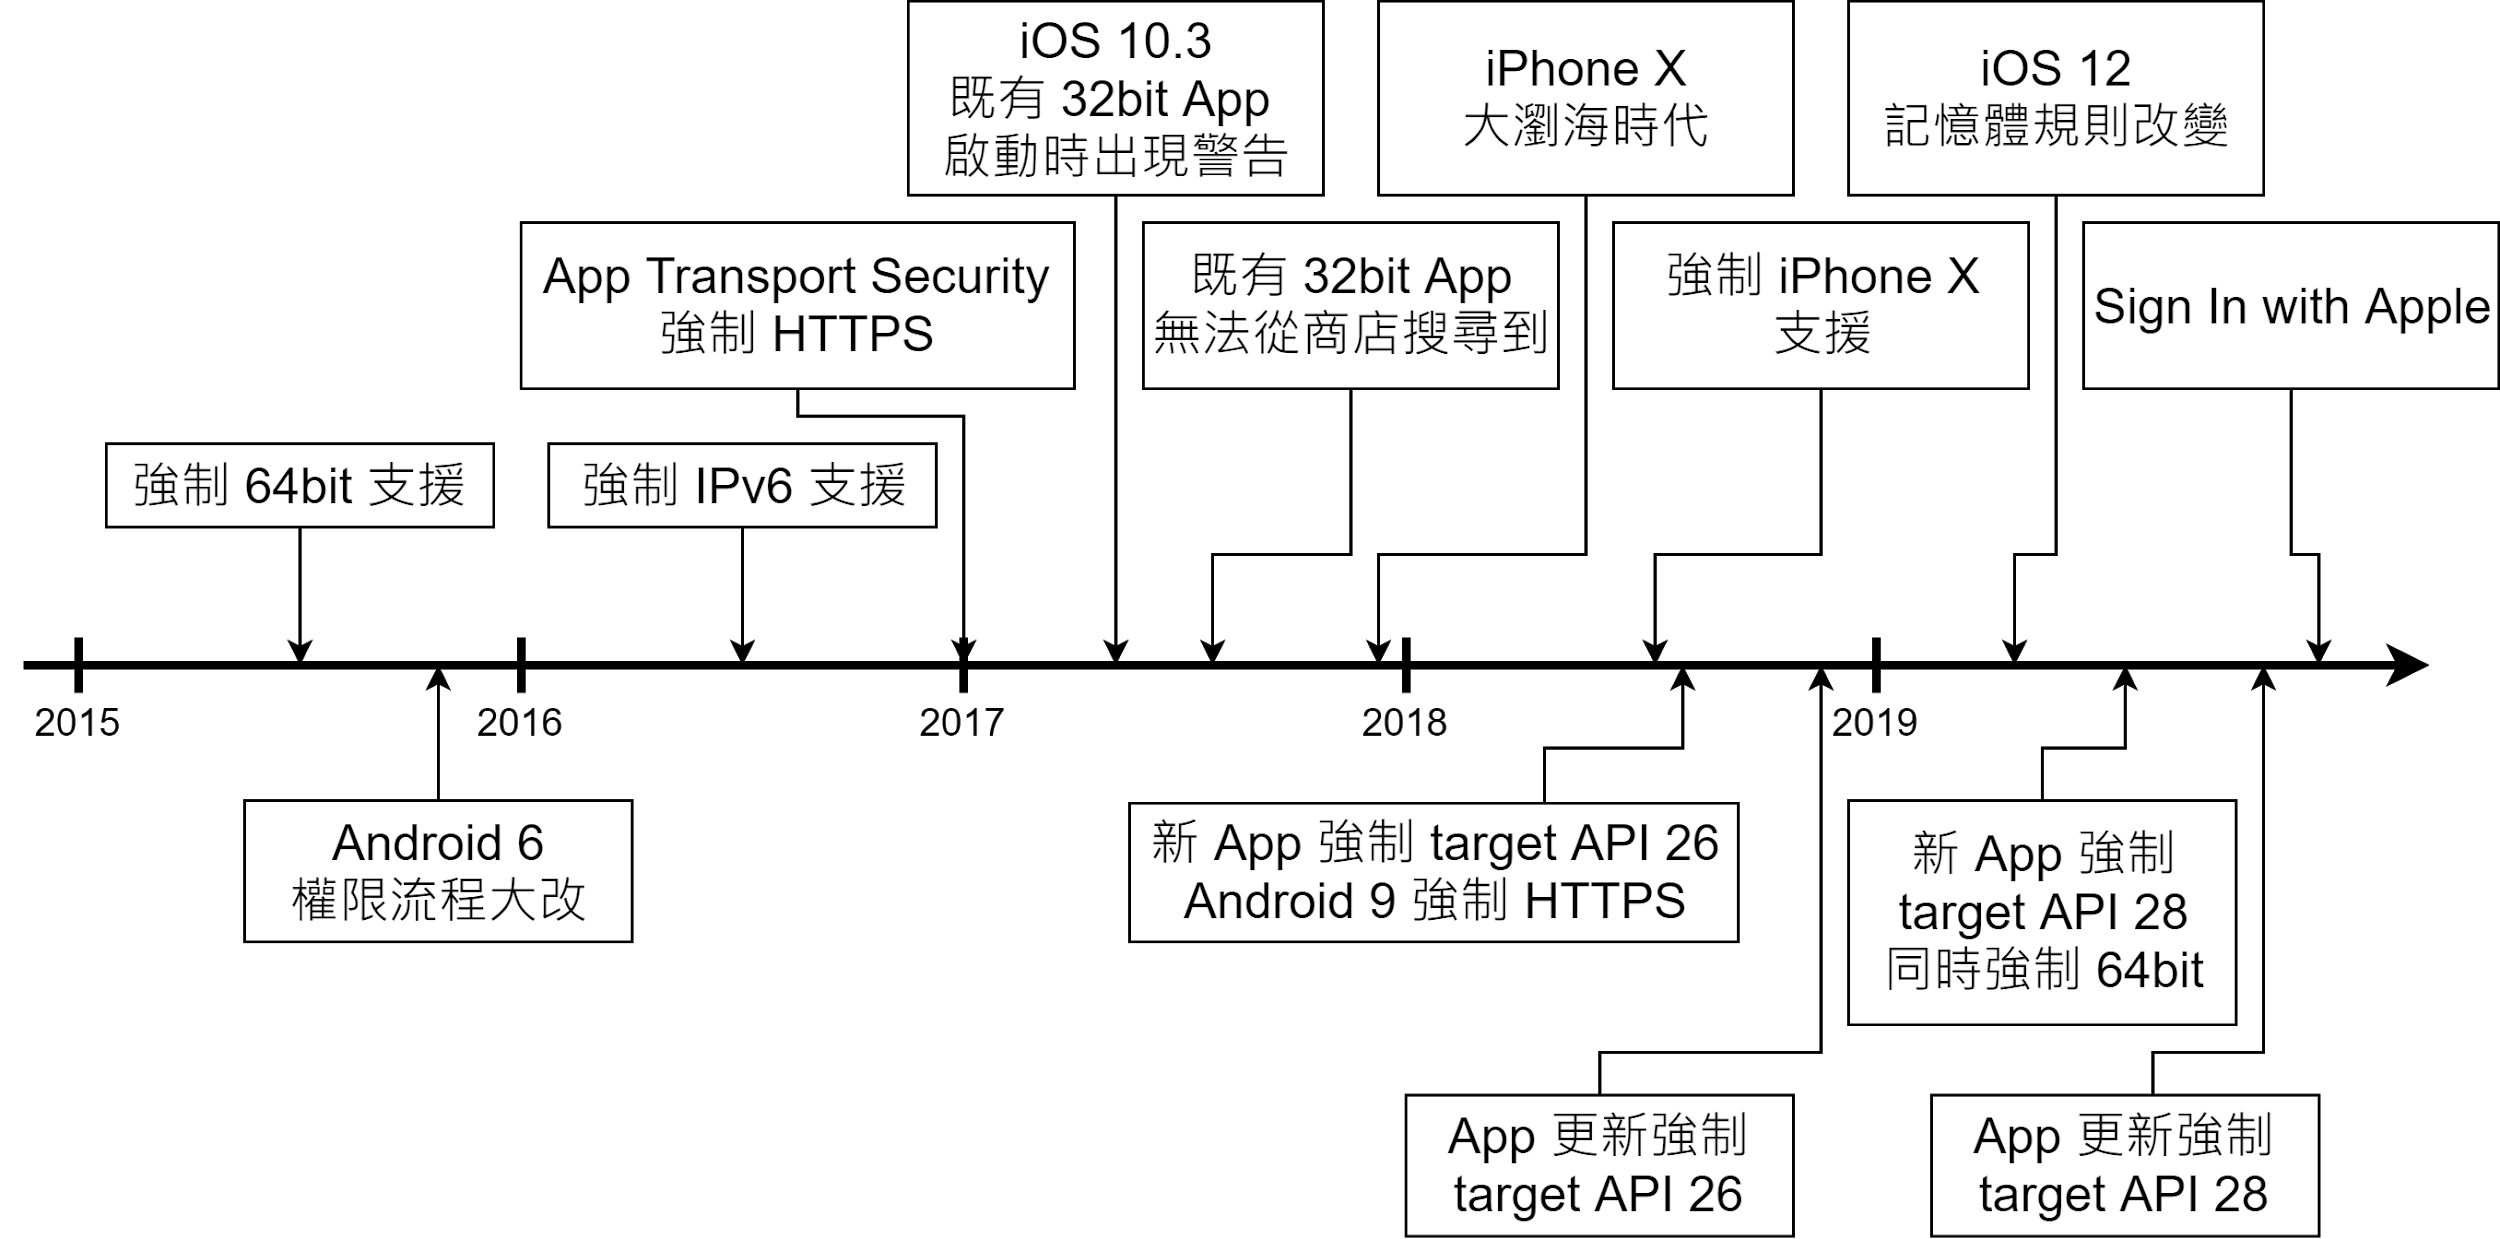 iOS 10.3
既有 32bit App
啟動時出現警告
iPhone X
大瀏海時代
iOS 12
記憶體規則改變
App Transport Security
強制 HTTPS
既有 32bit App
無法從商店搜尋到
強制 iPhone X
支援
Sign In with Apple
強制 64bit 支援
強制 IPv6 支援
2015
2016
2017
2018
2019
Android 6
權限流程大改
新 App 強制 target API 26
Android 9 強制 HTTPS
新 App 強制
target API 28
同時強制 64bit
App 更新強制
target API 26
App 更新強制
target API 28